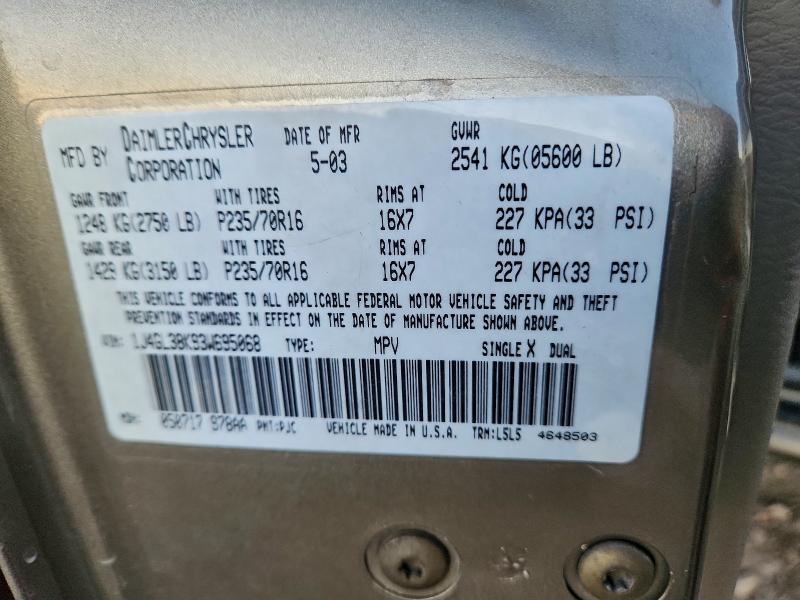 MFD BY DAIMLERCHRYSLER CORPORATION DATE OF MFR 5-03 GVWR 2541 KG(05600 LB)
GAWR FRONT WITH TIRES RIMS AT COLD
1248 KG(2750 LB) P235/70R16 16X7 227 KPA(33 PSI)
GAWR REAR WITH TIRES RIMS AT COLD
1429 KG(3150 LB) P235/70R16 16X7 227 KPA(33 PSI)
THIS VEHICLE CONFORMS TO ALL APPLICABLE FEDERAL MOTOR VEHICLE SAFETY AND THEFT
PREVENTION STANDARDS IN EFFECT ON THE DATE OF MANUFACTURE SHOWN ABOVE.
VIN: 1J4GL38K93W695068 TYPE: MPV SINGLE X DUAL
MDH: 050717 978AA PNT:PJC VEHICLE MADE IN U.S.A. TRM:L5L5 4648503